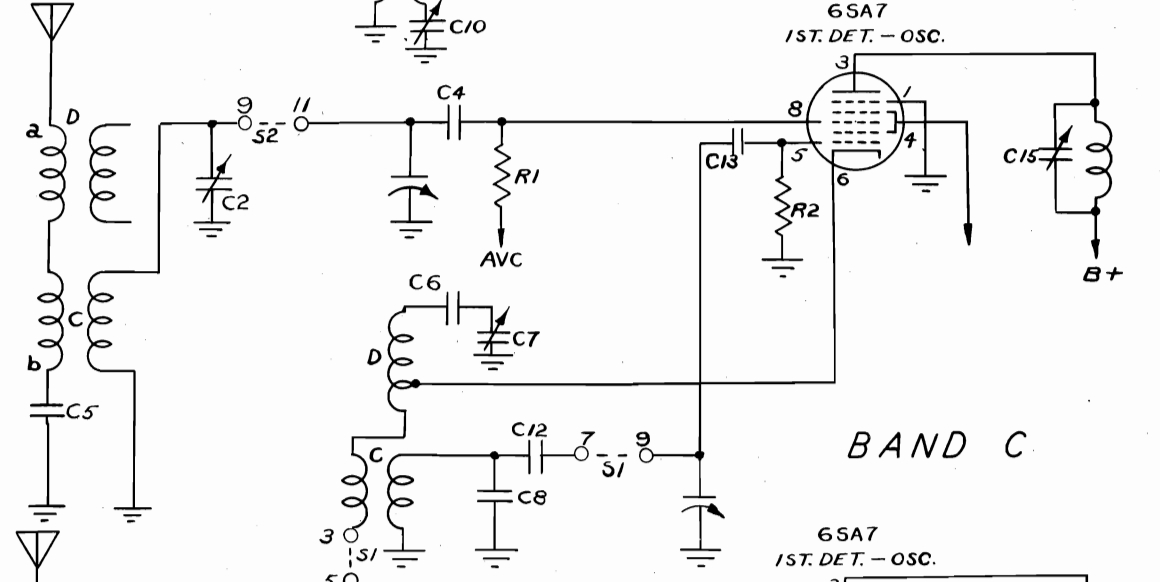 C10
6SA7
1ST. DET. – OSC.
3
D
a
9
11
S2
C4
8
1
C2
R1
C13
5
4
6
C15
R2
AVC
B+
C6
C
C7
D
b
C5
C12
7
9
S1
BAND C
C
C8
3
S1
5
6SA7
1ST. DET. – OSC.